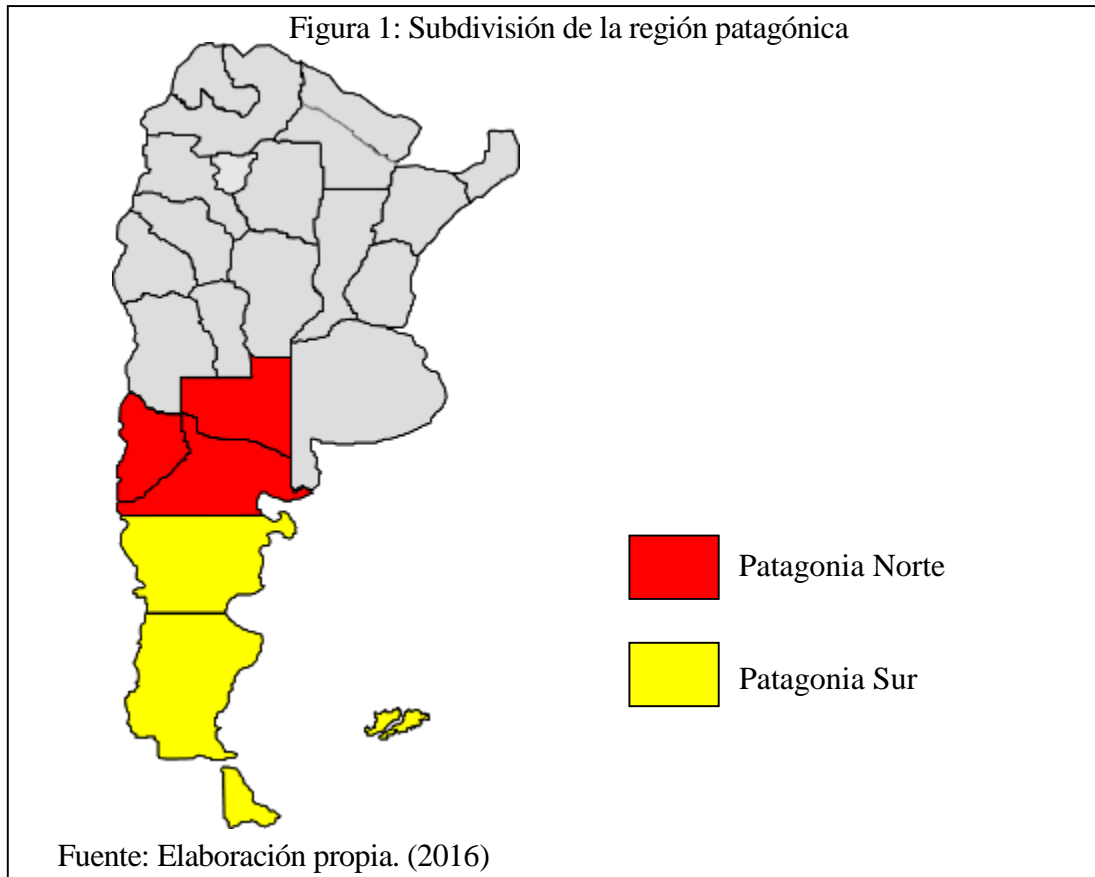 Figura 1: Subdivisión de la región patagónica
Patagonia Norte
Patagonia Sur
Fuente: Elaboración propia. (2016)